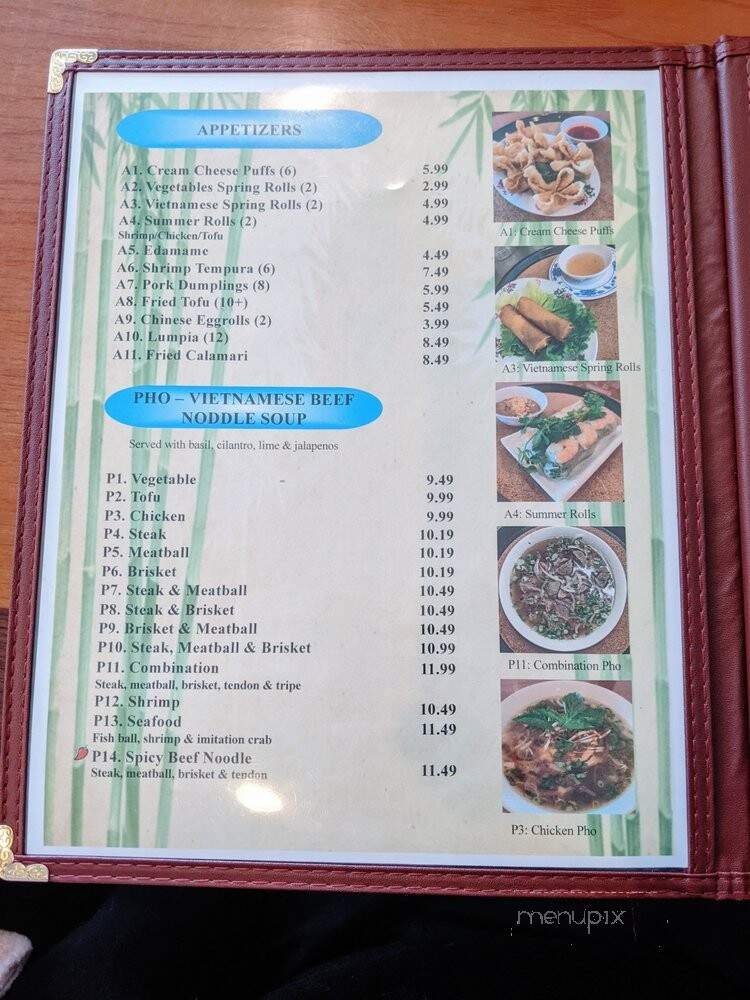 APPETIZERS
A1. Cream Cheese Puffs (6) 5.99
A2. Vegetables Spring Rolls (2) 2.99
A3. Vietnamese Spring Rolls (2) 4.99
A4. Summer Rolls (2) 4.99
Shrimp/Chicken/Tofu
A5. Edamame 4.49
A6. Shrimp Tempura (6) 7.49
A7. Pork Dumplings (8) 5.99
A8. Fried Tofu (10+) 5.49
A9. Chinese Eggrolls (2) 3.99
A10. Lumpia (12) 8.49
A11. Fried Calamari 8.49
PHO – VIETNAMESE BEEF
NODDLE SOUP
Served with basil, cilantro, lime & jalapenos
P1. Vegetable 9.49
P2. Tofu 9.99
P3. Chicken 9.99
P4. Steak 10.19
P5. Meatball 10.19
P6. Brisket 10.19
P7. Steak & Meatball 10.49
P8. Steak & Brisket 10.49
P9. Brisket & Meatball 10.49
P10. Steak, Meatball & Brisket 10.99
P11. Combination 11.99
Steak, meatball, brisket, tendon & tripe
P12. Shrimp 10.49
P13. Seafood 11.49
Fish ball, shrimp & imitation crab
P14. Spicy Beef Noodle
Steak, meatball, brisket & tendon 11.49
A1: Cream Cheese Puffs
A3: Vietnamese Spring Rolls
A4: Summer Rolls
P11: Combination Pho
P3: Chicken Pho
menupix